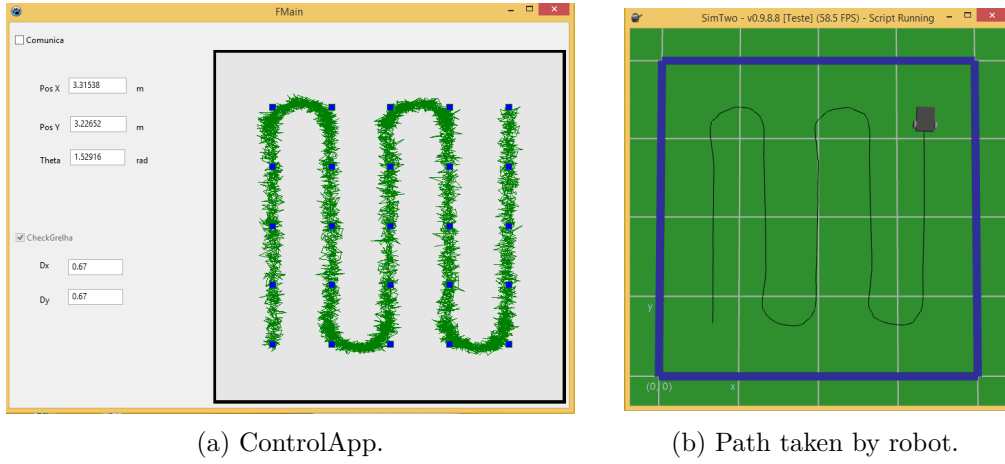 FMain
Comunica
Pos X 3.31538 m
Pos Y 3.22652 m
Theta 1.52916 rad
CheckGrelha
Dx 0.67
Dy 0.67
(a) ControlApp.
SimTwo - v0.9.8.8 [Teste] (58.5 FPS) - Script Running
y
(0, 0) x
(b) Path taken by robot.